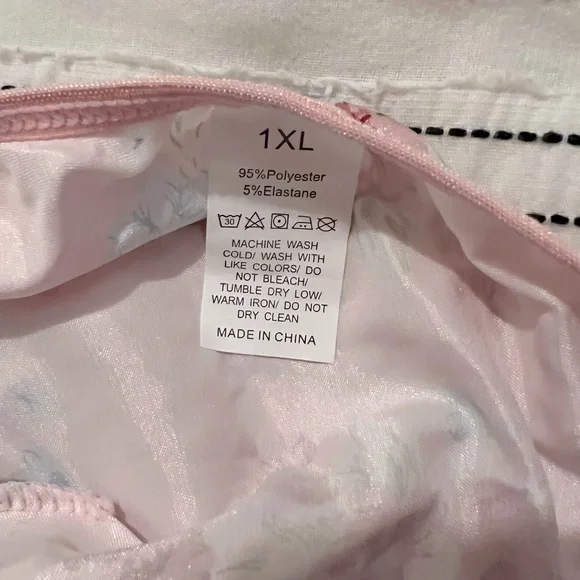 1XL
95%Polyester
5%Elastane
30
MACHINE WASH
COLD/ WASH WITH
LIKE COLORS/ DO
NOT BLEACH/
TUMBLE DRY LOW/
WARM IRON/ DO NOT
DRY CLEAN
MADE IN CHINA